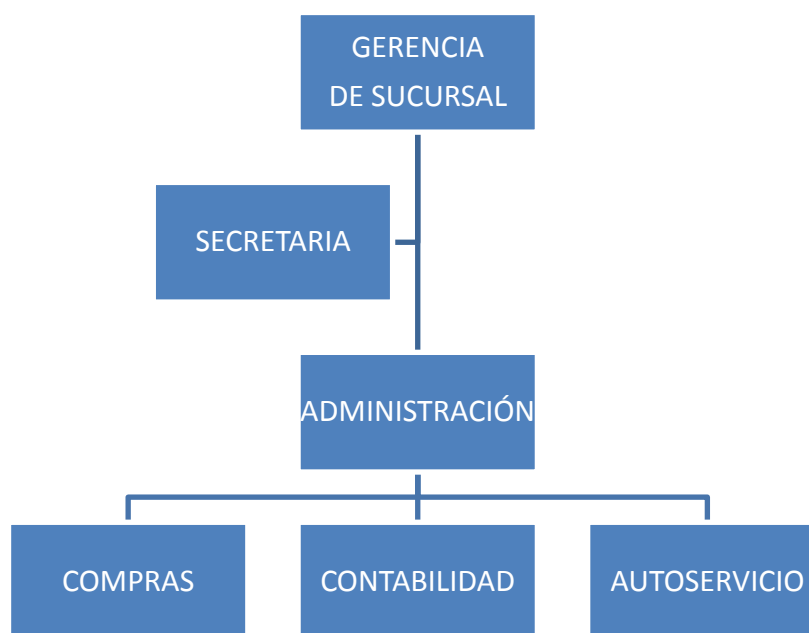 GERENCIA
DE SUCURSAL
SECRETARIA
ADMINISTRACIÓN
COMPRAS
CONTABILIDAD
AUTOSERVICIO